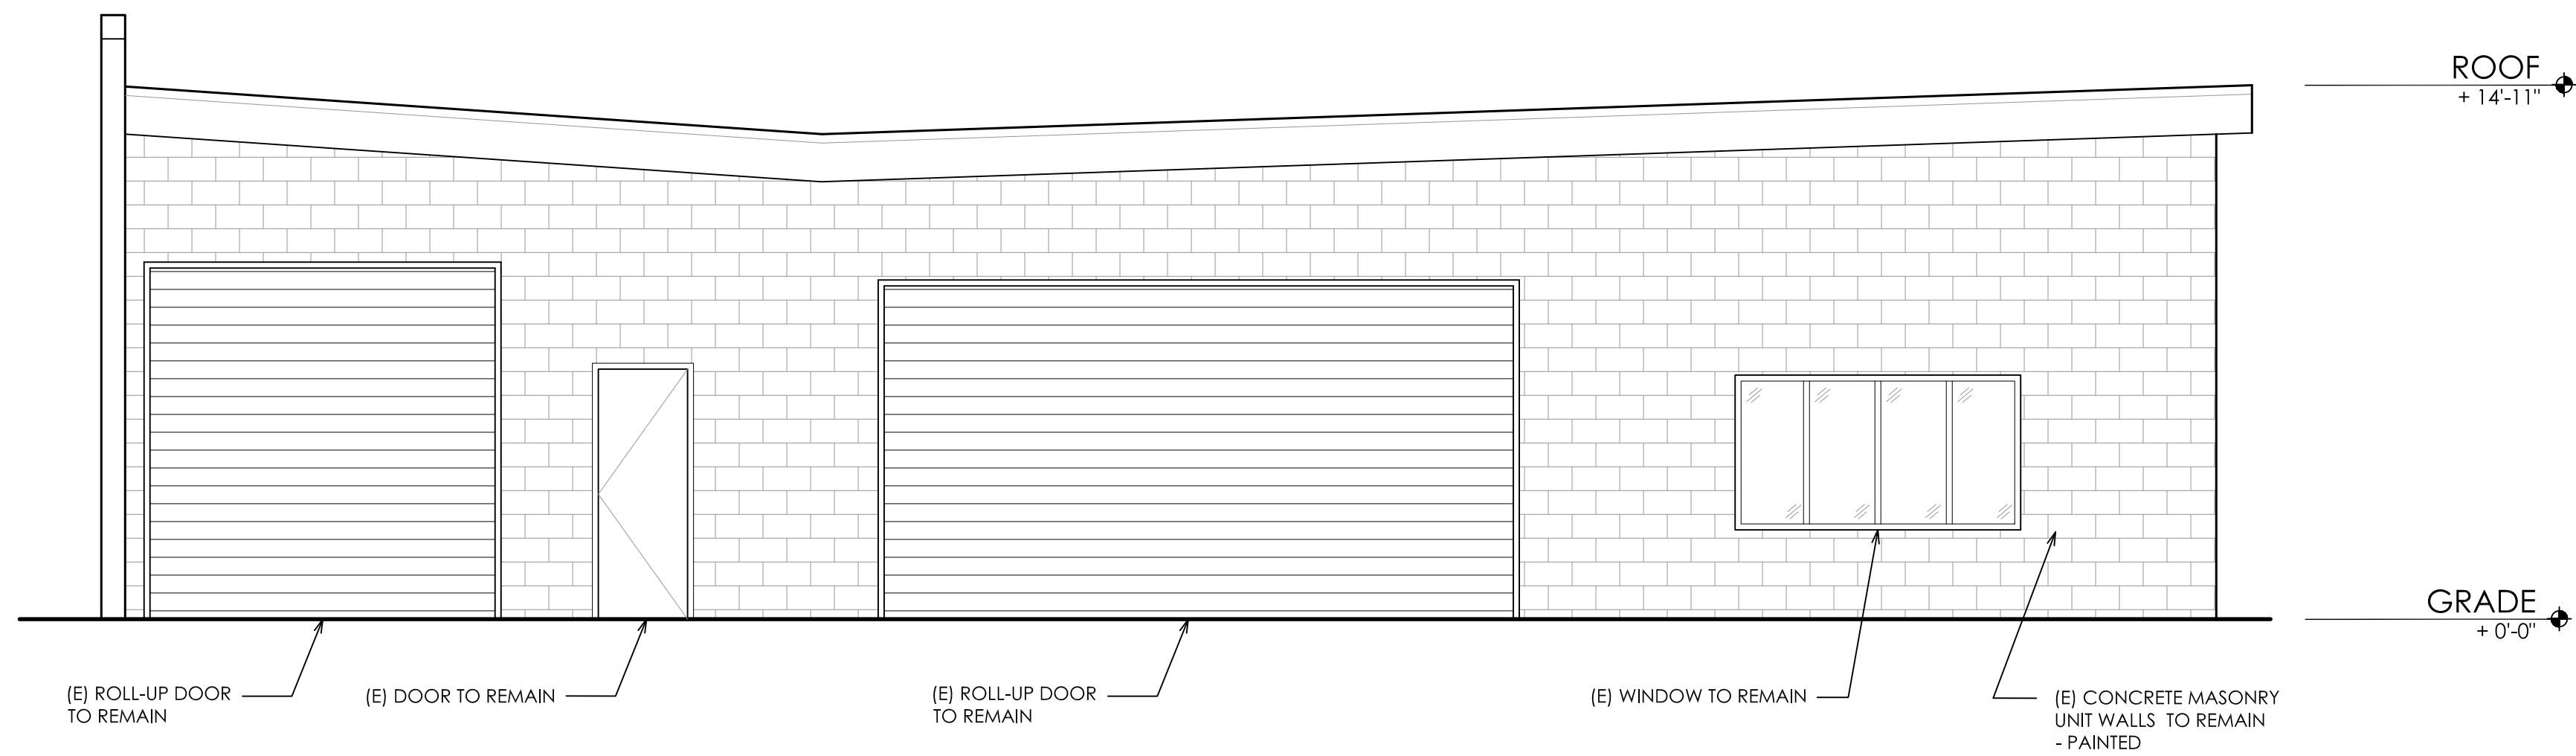 ROOF
+ 14'-11"
GRADE
+ 0'-0"
(E) ROLL-UP DOOR
TO REMAIN
(E) DOOR TO REMAIN
(E) ROLL-UP DOOR
TO REMAIN
(E) WINDOW TO REMAIN
(E) CONCRETE MASONRY
UNIT WALLS TO REMAIN
- PAINTED